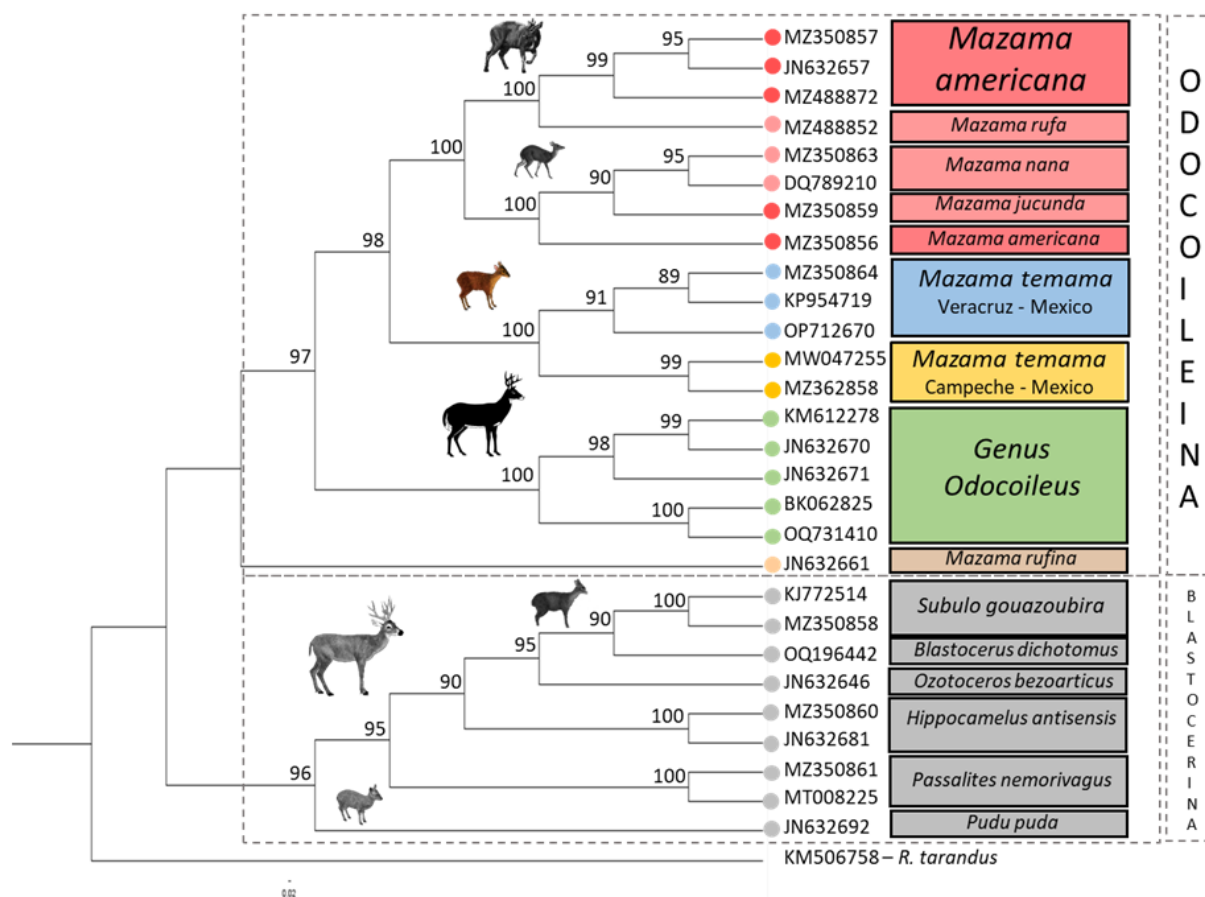 95
MZ350857
Mazama
americana
99
JN632657
100
MZ488872
MZ488852
Mazama rufa
100
95
MZ350863
Mazama nana
90
DQ789210
100
MZ350859
Mazama jucunda
98
MZ350856
Mazama americana
89
MZ350864
Mazama temama
Veracruz - Mexico
91
KP954719
100
OP712670
97
99
MW047255
Mazama temama
Campeche - Mexico
MZ362858
99
KM612278
Genus
Odocoileus
98
JN632670
100
JN632671
100
BK062825
OQ731410
JN632661
Mazama rufina
ODOCOILEINA
100
KJ772514
Subulo gouazoubira
90
MZ350858
95
OQ196442
Blastocerus dichotomus
90
JN632646
Ozotoceros bezoarticus
95
100
MZ350860
Hippocamelus antisensis
JN632681
96
100
MZ350861
Passalites nemorivagus
MT008225
JN632692
Pudu puda
BLASTOCERINA
KM506758 – R. tarandus
0.02